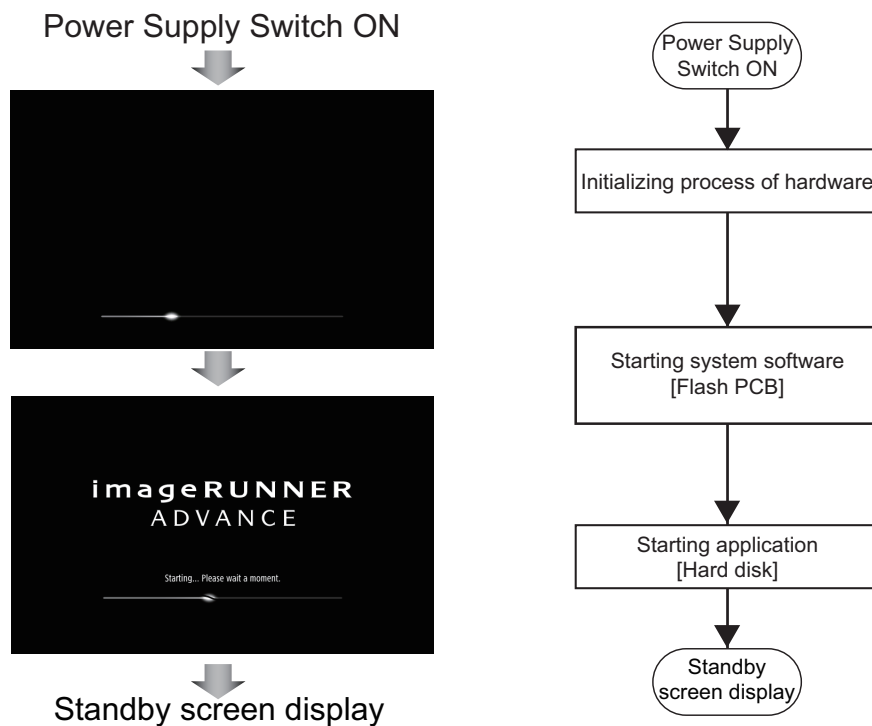 Power Supply Switch ON
imageRUNNER
ADVANCE
Starting... Please wait a moment.
Standby screen display
Power Supply
Switch ON
Initializing process of hardware
Starting system software
[Flash PCB]
Starting application
[Hard disk]
Standby
screen display